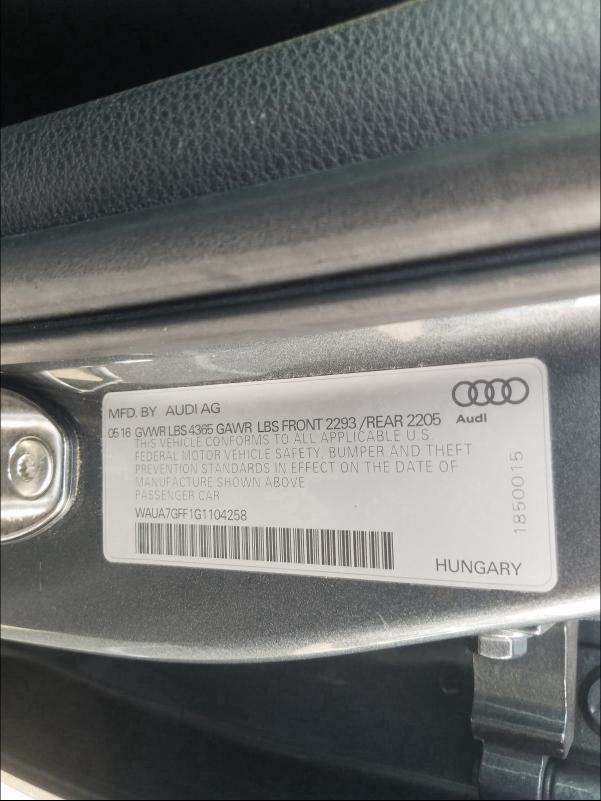 MFD. BY AUDI AG
Audi
05 16 GVWR LBS 4365 GAWR LBS FRONT 2293 /REAR 2205
THIS VEHICLE CONFORMS TO ALL APPLICABLE U S
FEDERAL MOTOR VEHICLE SAFETY, BUMPER AND THEFT
PREVENTION STANDARDS IN EFFECT ON THE DATE OF
MANUFACTURE SHOWN ABOVE
PASSENGER CAR
WAUA7GFF1G1104258
1850015
HUNGARY